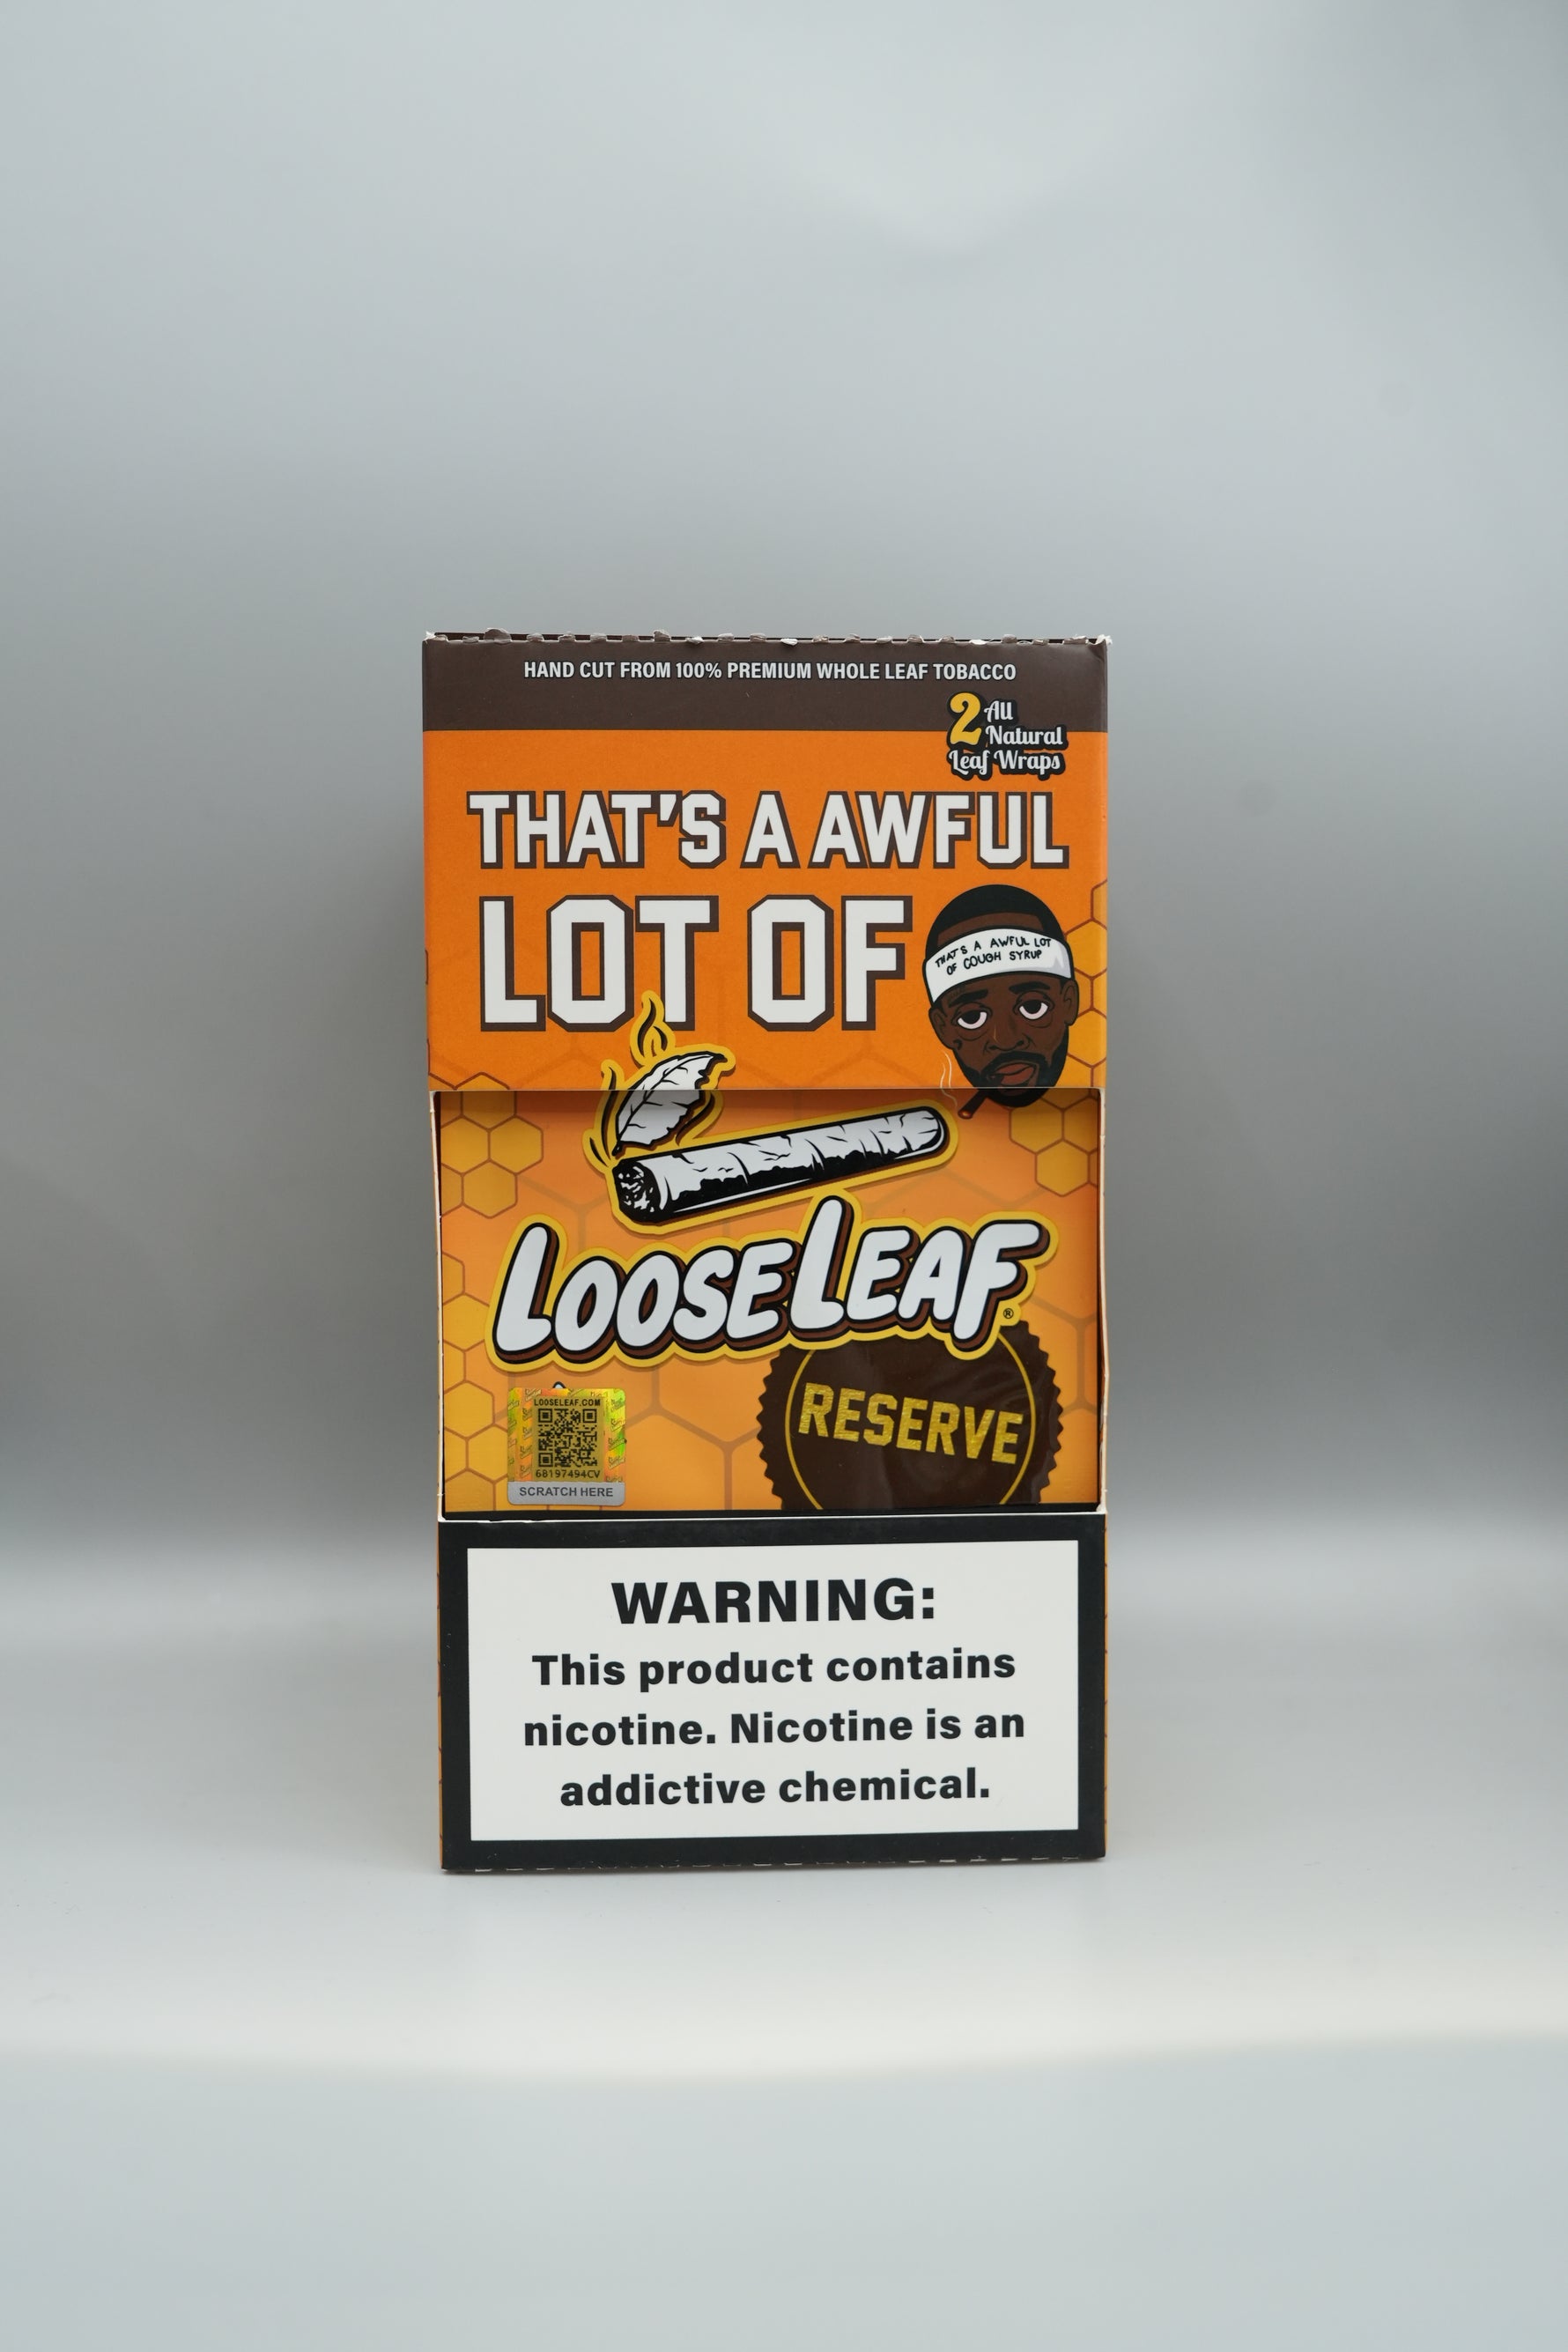 HAND CUT FROM 100% PREMIUM WHOLE LEAF TOBACCO
2 All
Natural
Leaf Wraps
THAT'S A AWFUL
LOT OF
THAT'S A AWFUL LOT
OF COUGH SYRUP
LOOSELEAF®
RESERVE
LOOSELEAF.COM
68197494CV
SCRATCH HERE
WARNING:
This product contains
nicotine. Nicotine is an
addictive chemical.